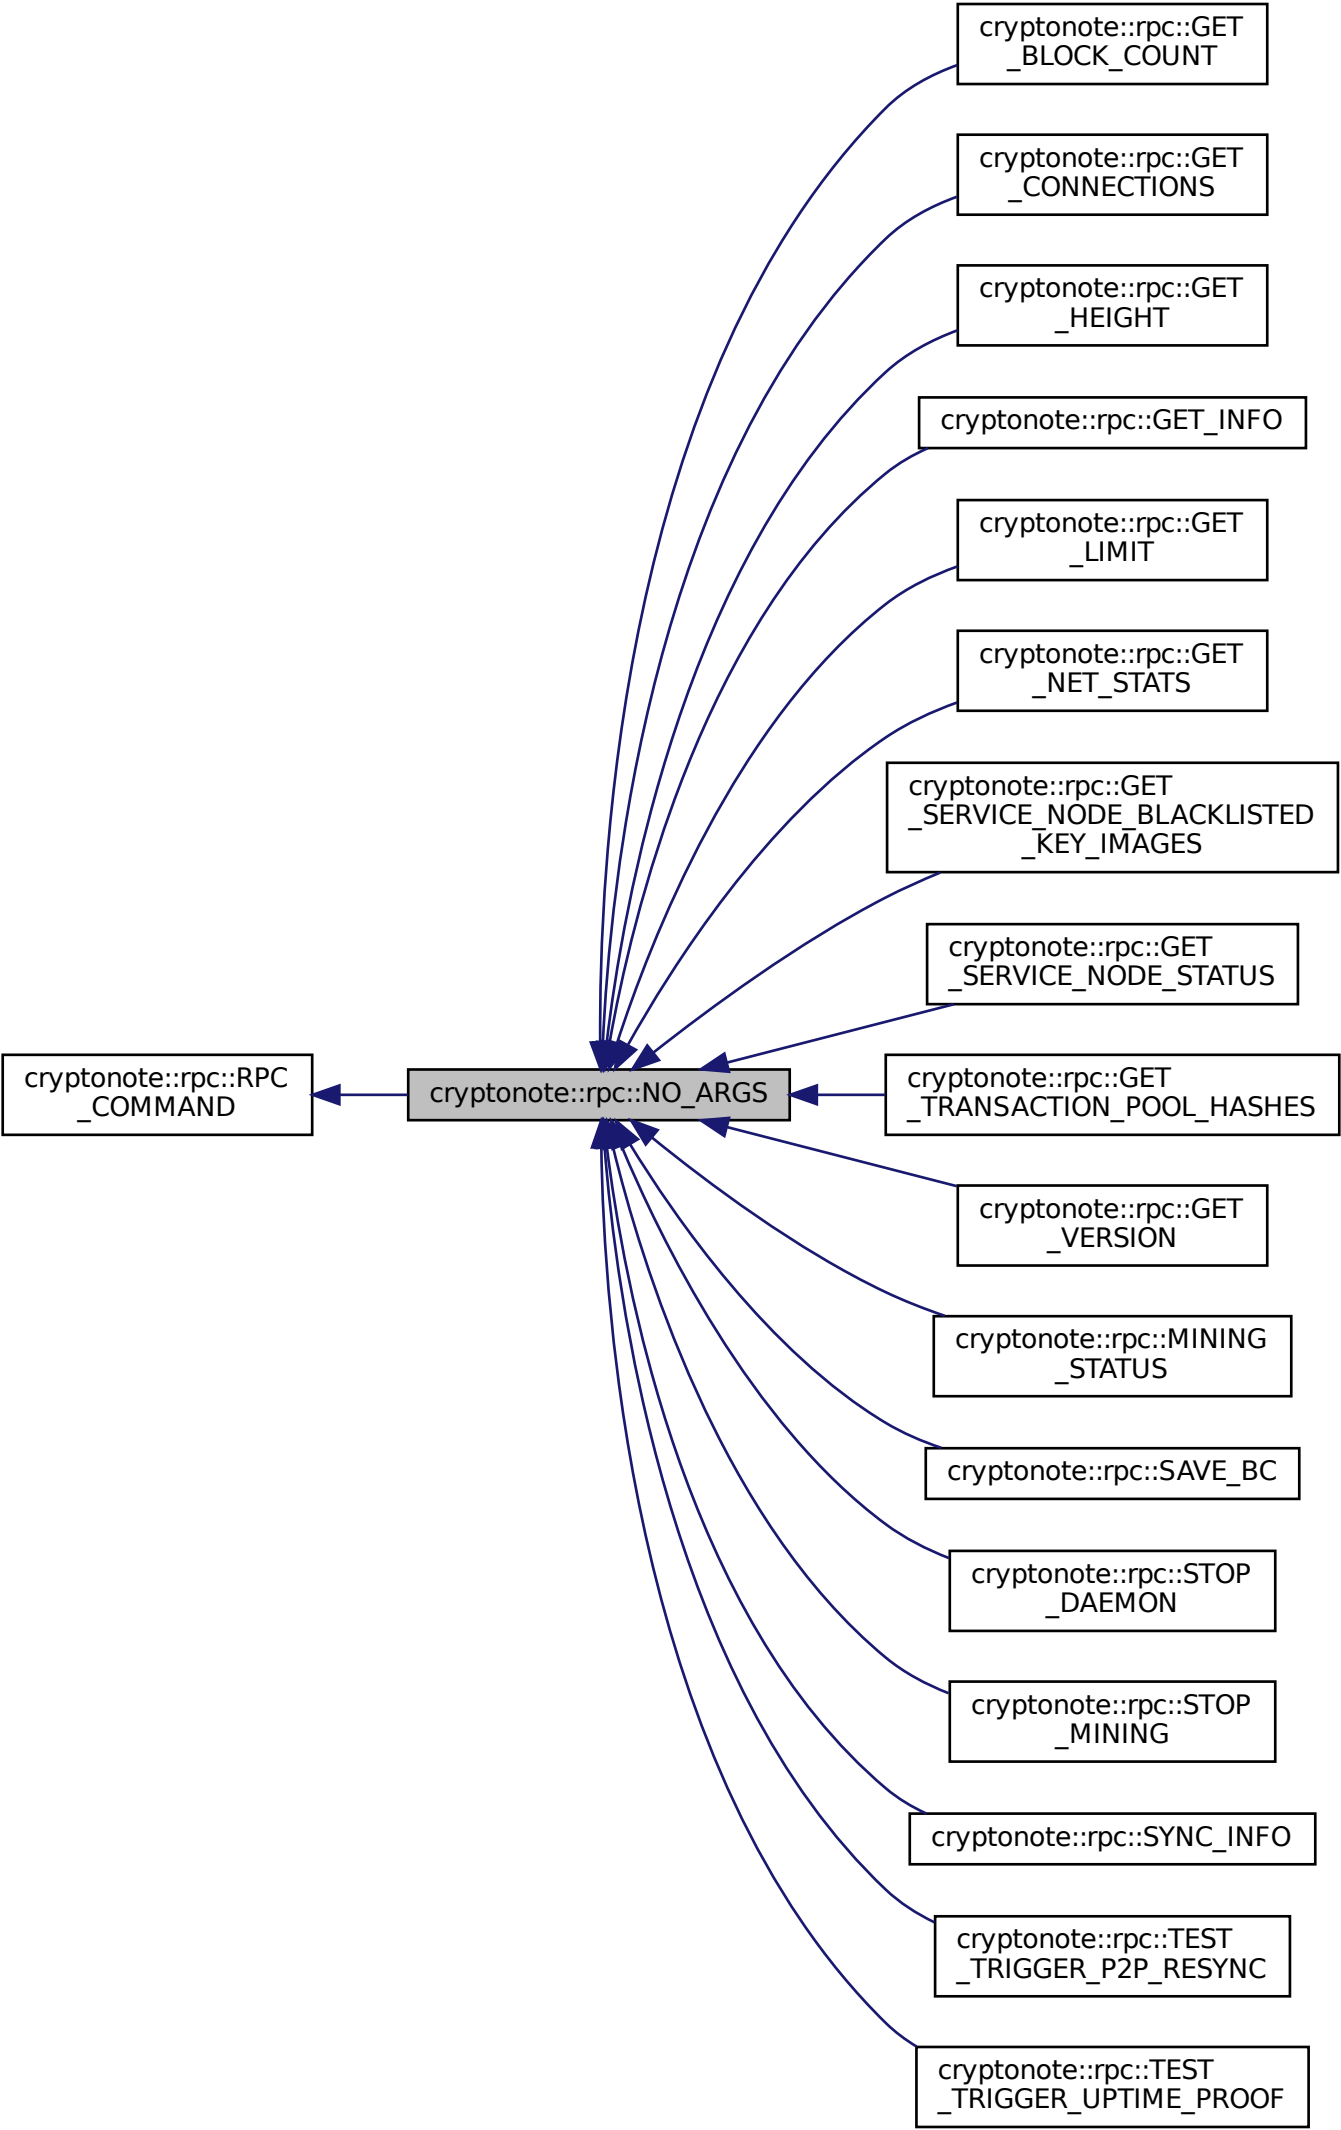 cryptonote::rpc::GET
_BLOCK_COUNT
cryptonote::rpc::GET
_CONNECTIONS
cryptonote::rpc::GET
_HEIGHT
cryptonote::rpc::GET_INFO
cryptonote::rpc::GET
_LIMIT
cryptonote::rpc::GET
_NET_STATS
cryptonote::rpc::GET
_SERVICE_NODE_BLACKLISTED
_KEY_IMAGES
cryptonote::rpc::GET
_SERVICE_NODE_STATUS
cryptonote::rpc::RPC
_COMMAND
cryptonote::rpc::NO_ARGS
cryptonote::rpc::GET
_TRANSACTION_POOL_HASHES
cryptonote::rpc::GET
_VERSION
cryptonote::rpc::MINING
_STATUS
cryptonote::rpc::SAVE_BC
cryptonote::rpc::STOP
_DAEMON
cryptonote::rpc::STOP
_MINING
cryptonote::rpc::SYNC_INFO
cryptonote::rpc::TEST
_TRIGGER_P2P_RESYNC
cryptonote::rpc::TEST
_TRIGGER_UPTIME_PROOF